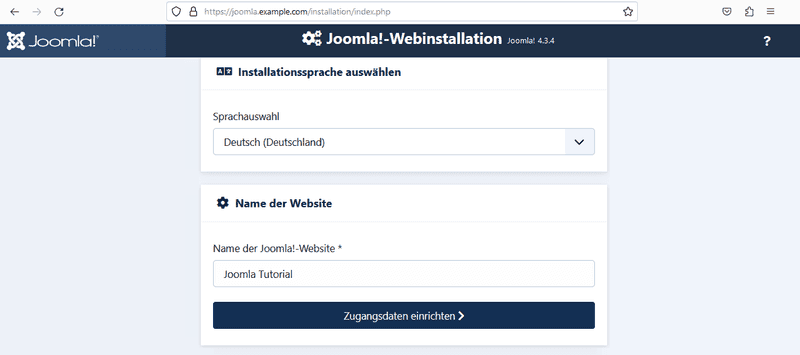 https://joomla.example.com/installation/index.php
Joomla!®
Joomla!-Webinstallation Joomla! 4.3.4
?
Installationssprache auswählen
Sprachauswahl
Deutsch (Deutschland)
Name der Website
Name der Joomla!-Website *
Joomla Tutorial
Zugangsdaten einrichten